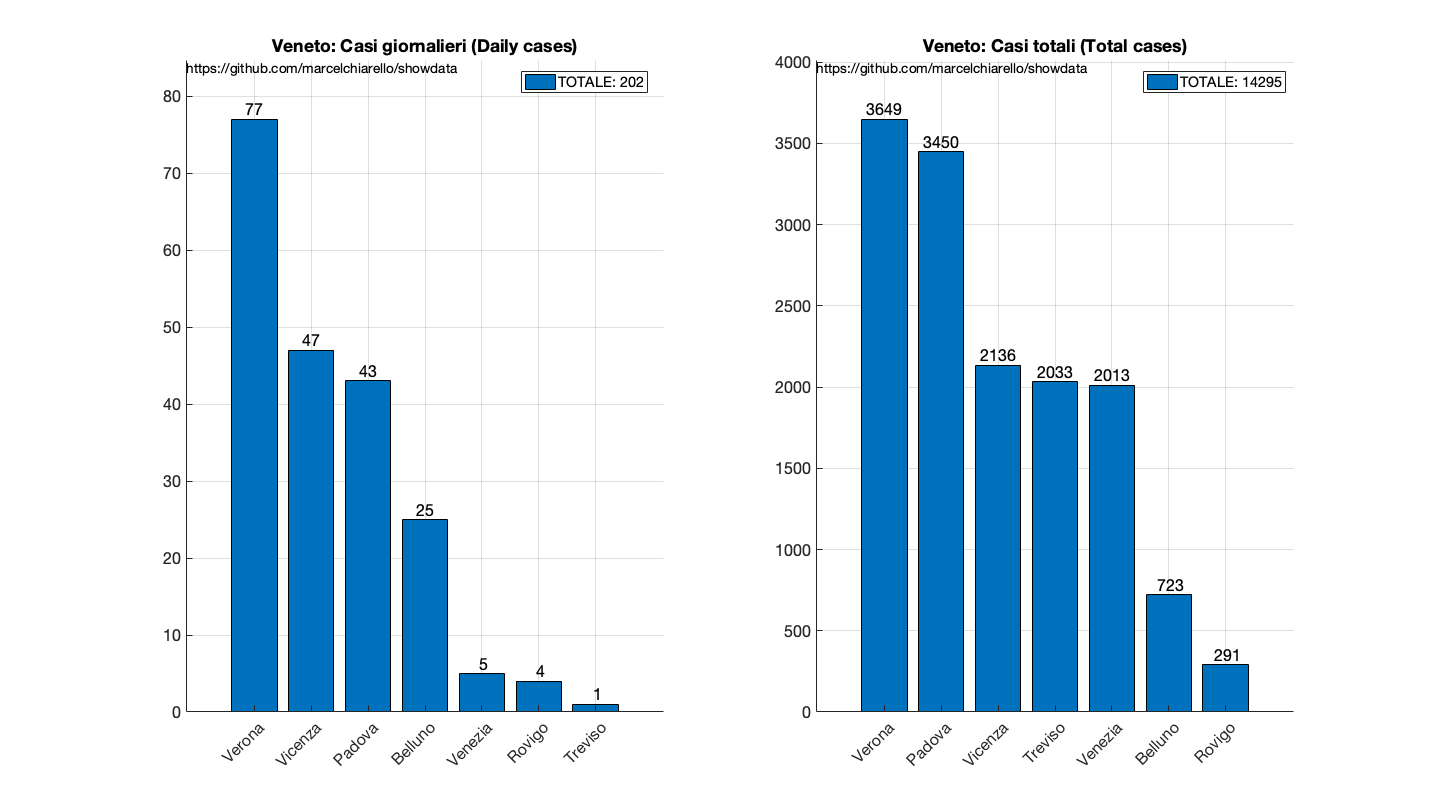 Veneto: Casi giornalieri (Daily cases)
https://github.com/marcelchiarello/showdata
TOTALE: 202
80
70
60
50
40
30
20
10
0
77
47
43
25
5
4
1
Verona
Vicenza
Padova
Belluno
Venezia
Rovigo
Treviso
Veneto: Casi totali (Total cases)
https://github.com/marcelchiarello/showdata
TOTALE: 14295
4000
3500
3000
2500
2000
1500
1000
500
0
3649
3450
2136
2033
2013
723
291
Verona
Padova
Vicenza
Treviso
Venezia
Belluno
Rovigo